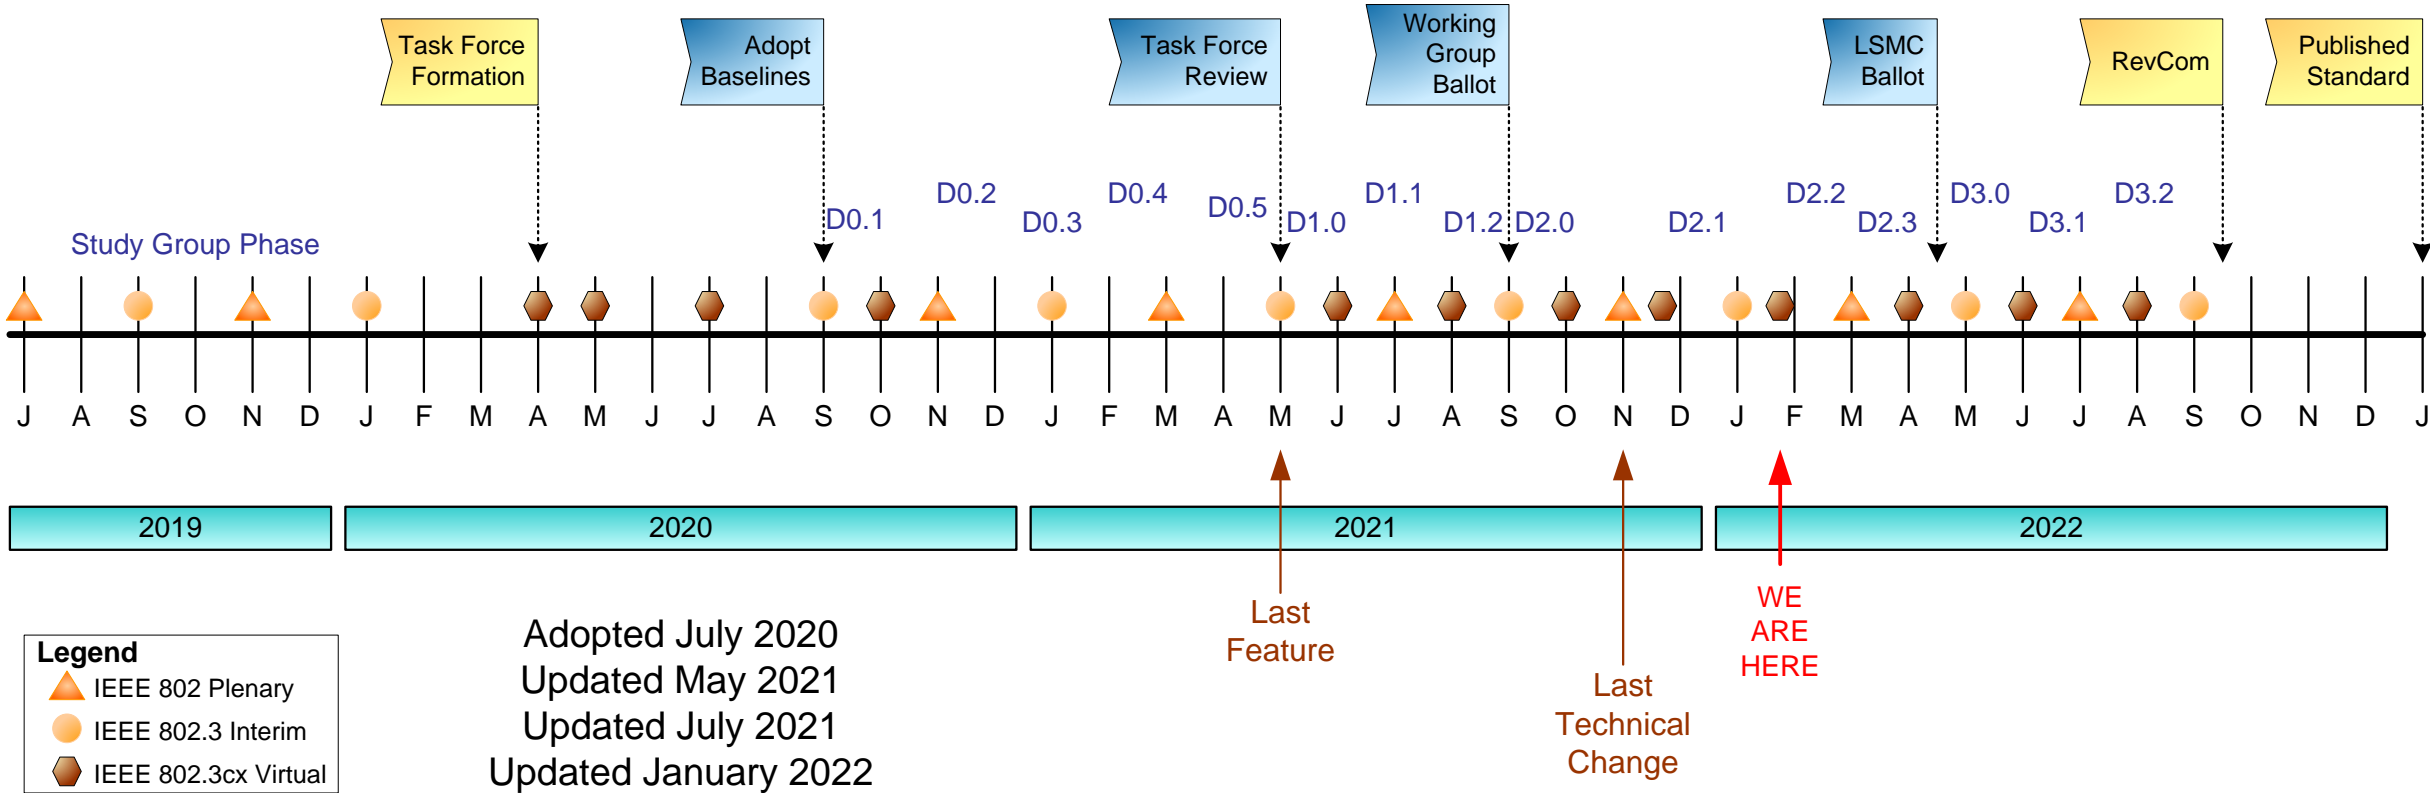 Task Force
Formation
Adopt
Baselines
Task Force
Review
Working
Group
Ballot
LSMC
Ballot
RevCom
Published
Standard
Study Group Phase
D0.1
D0.2
D0.3
D0.4
D0.5
D1.0
D1.1
D1.2
D2.0
D2.1
D2.2
D2.3
D3.0
D3.1
D3.2
J A S O N D J F M A M J J A S O N D J F M A M J J A S O N D J F M A M J J A S O N D J
2019 2020 2021 2022
Last
Feature
Last
Technical
Change
WE
ARE
HERE
Legend
IEEE 802 Plenary
IEEE 802.3 Interim
IEEE 802.3cx Virtual
Adopted July 2020
Updated May 2021
Updated July 2021
Updated January 2022